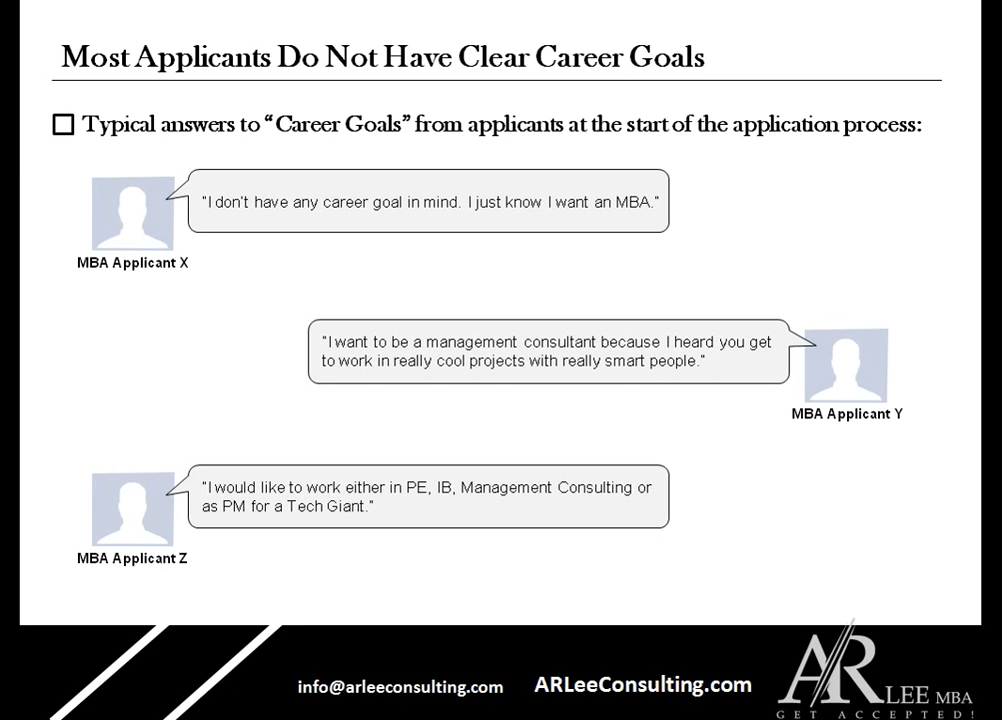 Most Applicants Do Not Have Clear Career Goals
Typical answers to "Career Goals" from applicants at the start of the application process:
"I don't have any career goal in mind. I just know I want an MBA."
MBA Applicant X
"I want to be a management consultant because I heard you get
to work in really cool projects with really smart people."
MBA Applicant Y
"I would like to work either in PE, IB, Management Consulting or
as PM for a Tech Giant."
MBA Applicant Z
info@arleeconsulting.com
ARLeeConsulting.com
AR LEE MBA
GET ACCEPTED!